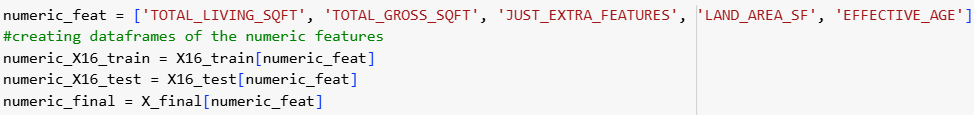 numeric_feat = ['TOTAL_LIVING_SQFT', 'TOTAL_GROSS_SQFT', 'JUST_EXTRA_FEATURES', 'LAND_AREA_SF', 'EFFECTIVE_AGE']
#creating dataframes of the numeric features
numeric_X16_train = X16_train[numeric_feat]
numeric_X16_test = X16_test[numeric_feat]
numeric_final = X_final[numeric_feat]